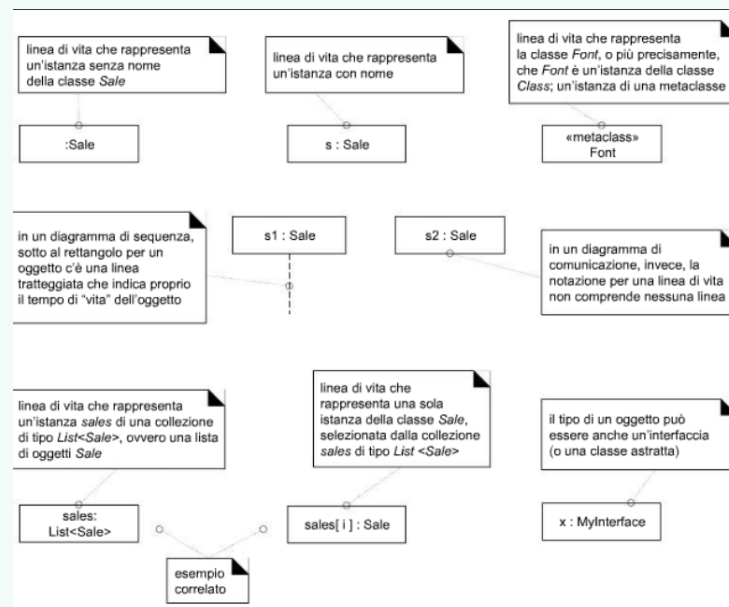 linea di vita che rappresenta
un'istanza senza nome
della classe Sale
linea di vita che rappresenta
un'istanza con nome
linea di vita che rappresenta
la classe Font, o più precisamente,
che Font è un'istanza della classe
Class; un'istanza di una metaclasse
:Sale
s : Sale
«metaclass»
Font
in un diagramma di sequenza,
sotto al rettangolo per un
oggetto c'è una linea
tratteggiata che indica proprio
il tempo di “vita” dell'oggetto
s1 : Sale
s2 : Sale
in un diagramma di
comunicazione, invece, la
notazione per una linea di vita
non comprende nessuna linea
linea di vita che rappresenta
un'istanza sales di una collezione
di tipo List<Sale>, ovvero una lista
di oggetti Sale
linea di vita che
rappresenta una sola
istanza della classe Sale,
selezionata dalla collezione
sales di tipo List <Sale>
il tipo di un oggetto può
essere anche un'interfaccia
(o una classe astratta)
sales:
List<Sale>
sales[ i ] : Sale
x : MyInterface
esempio
correlato